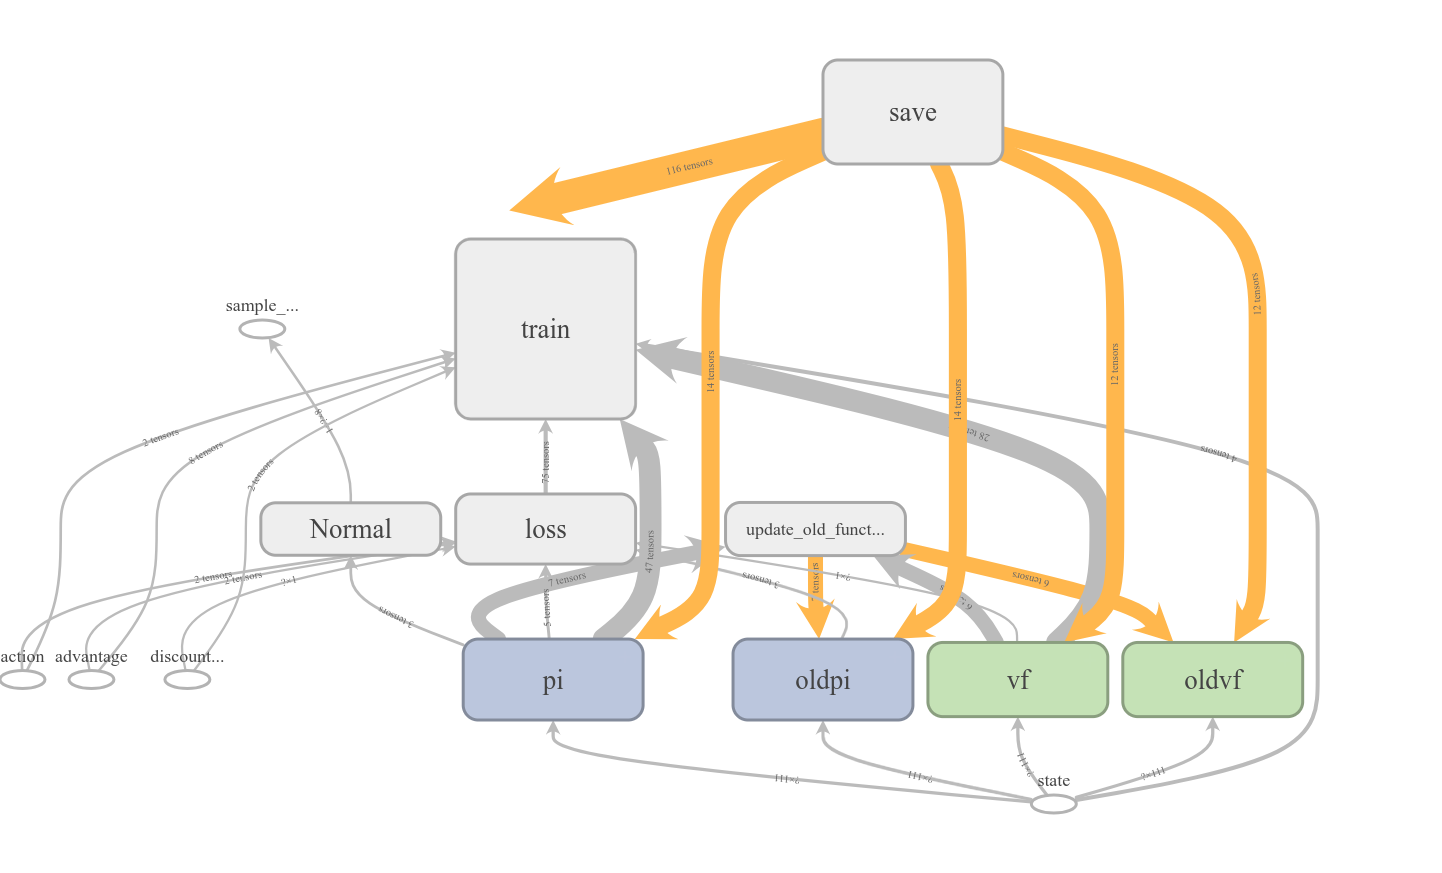 save
116 tensors
train
sample_...
12 tensors
14 tensors
12 tensors
14 tensors
8×?×1
2 tensors
8 tensors
2 tensors
28 te
4 tensors
75 tensors
Normal
loss
update_old_funct...
47 tensors
2 tensors
2 tensors
?×1
7 tensors
3 tensors
?×1
tensors
6 tensors
3 tensors
5 tensors
action
advantage
discount...
pi
oldpi
vf
oldvf
?×111
?×111
?×111
?×111
state